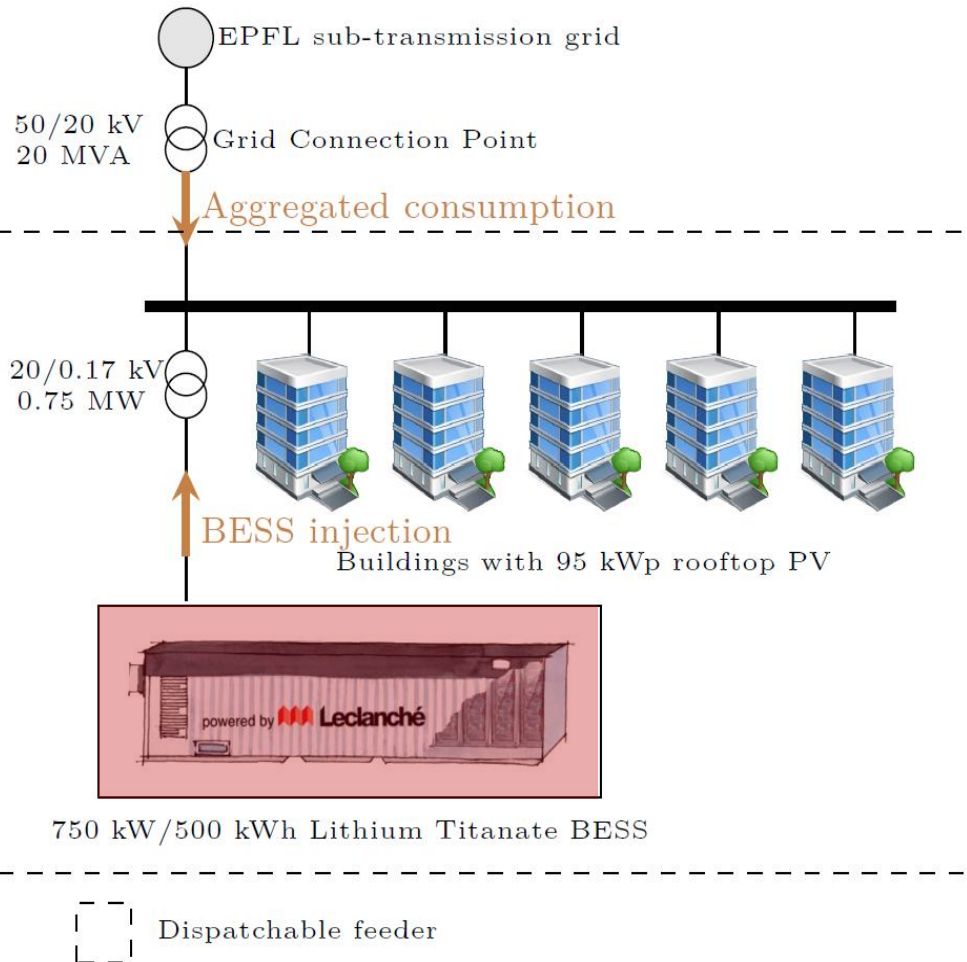 EPFL sub-transmission grid
50/20 kV
20 MVA
Grid Connection Point
Aggregated consumption
20/0.17 kV
0.75 MW
BESS injection
Buildings with 95 kWp rooftop PV
powered by Leclanché
750 kW/500 kWh Lithium Titanate BESS
Dispatchable feeder